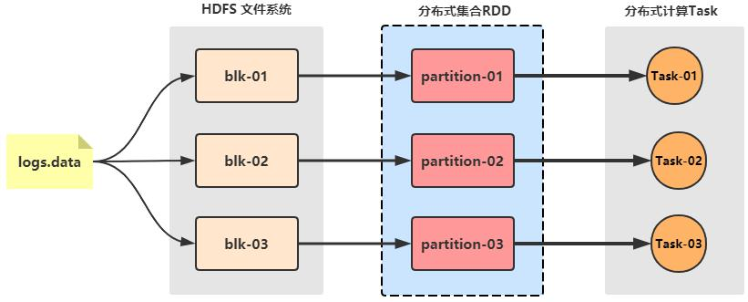 HDFS 文件系统
分布式集合RDD
分布式计算Task
logs.data
blk-01
partition-01
Task-01
blk-02
partition-02
Task-02
blk-03
partition-03
Task-03